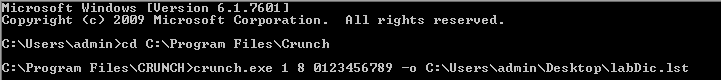 Microsoft Windows [Version 6.1.7601]
Copyright (c) 2009 Microsoft Corporation.  All rights reserved.
C:\Users\admin>cd C:\Program Files\Crunch
C:\Program Files\CRUNCH>crunch.exe 1 8 0123456789 -o C:\Users\admin\Desktop\labDic.lst